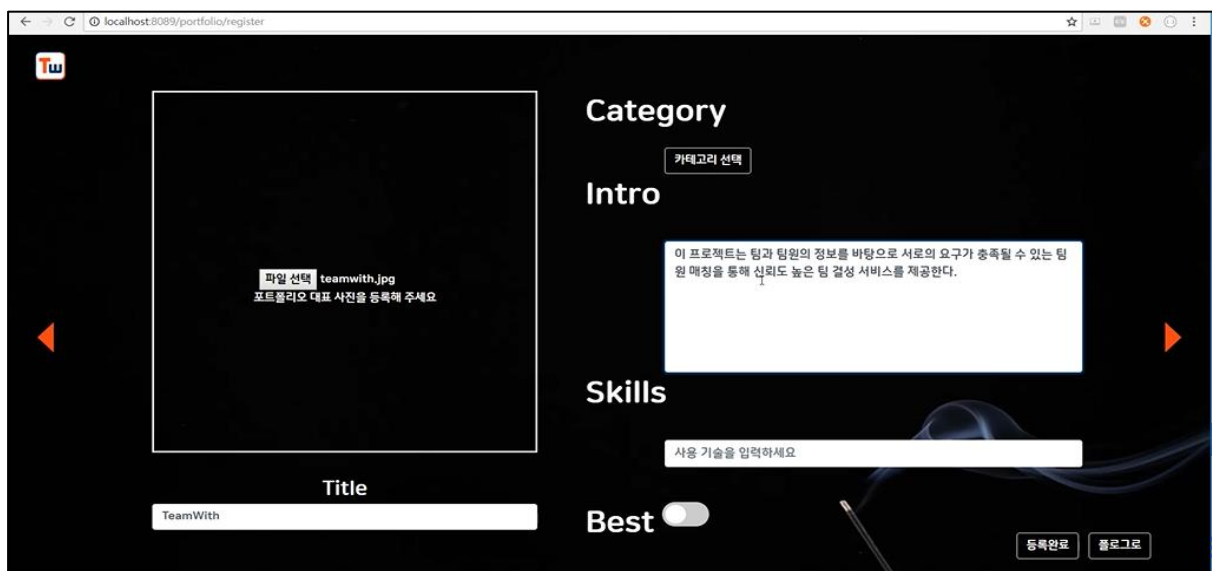 localhost:8089/portfolio/register
Tw
파일 선택 teamwith.jpg
포트폴리오 대표 사진을 등록해 주세요
Title
TeamWith
Category
카테고리 선택
Intro
이 프로젝트는 팀과 팀원의 정보를 바탕으로 서로의 요구가 충족될 수 있는 팀
원 매칭을 통해 신뢰도 높은 팀 결성 서비스를 제공한다.
Skills
사용 기술을 입력하세요
Best
등록완료 플로그로